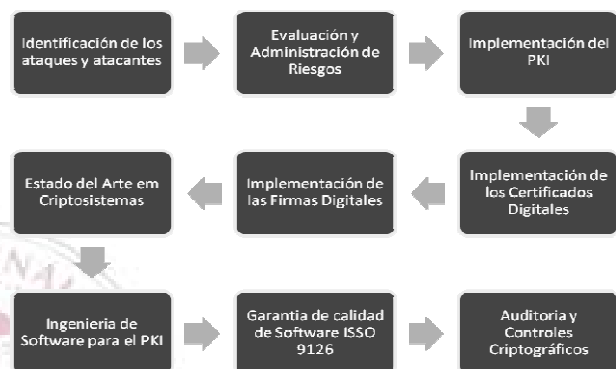 Identificación de los
ataques y atacantes
Evaluación y
Administración de
Riesgos
Implementación del
PKI
Implementación de
los Certificados
Digitales
Implementación de
las Firmas Digitales
Estado del Arte em
Criptosistemas
Ingenieria de
Software para el PKI
Garantia de calidad
de Software ISSO
9126
Auditoria y
Controles
Criptográficos